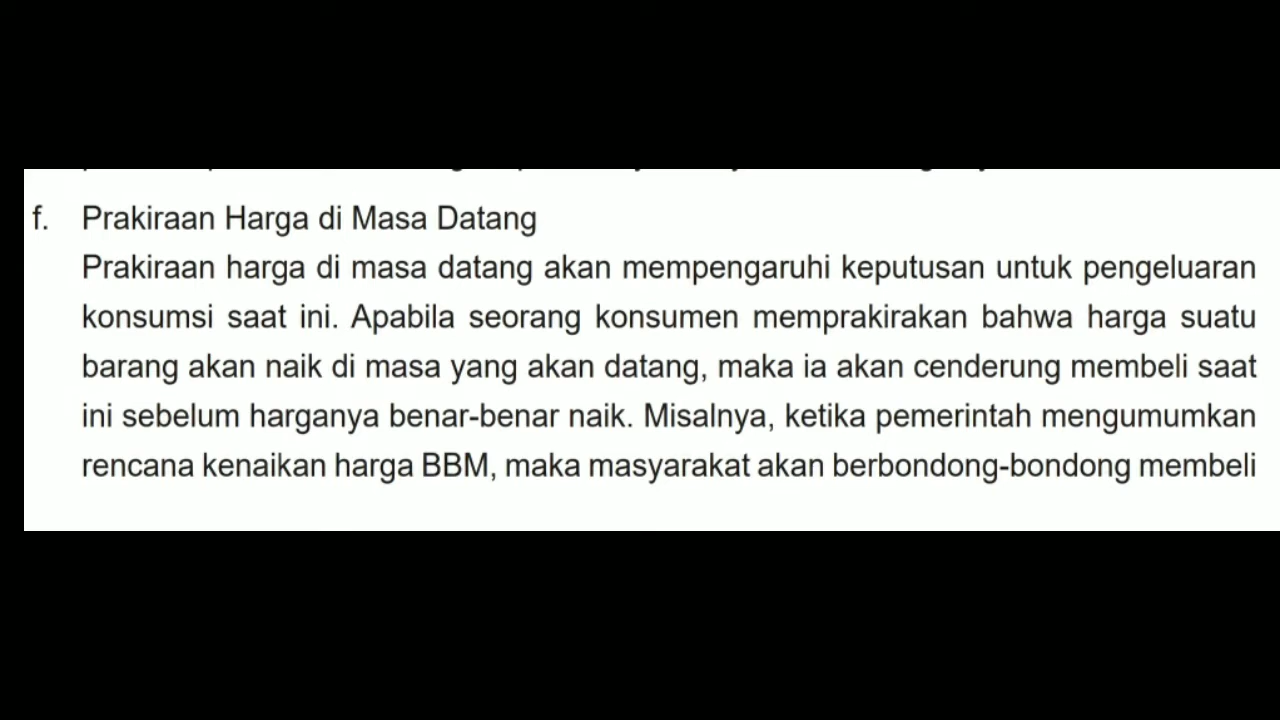 f. Prakiraan Harga di Masa Datang
Prakiraan harga di masa datang akan mempengaruhi keputusan untuk pengeluaran
konsumsi saat ini. Apabila seorang konsumen memprakirakan bahwa harga suatu
barang akan naik di masa yang akan datang, maka ia akan cenderung membeli saat
ini sebelum harganya benar-benar naik. Misalnya, ketika pemerintah mengumumkan
rencana kenaikan harga BBM, maka masyarakat akan berbondong-bondong membeli